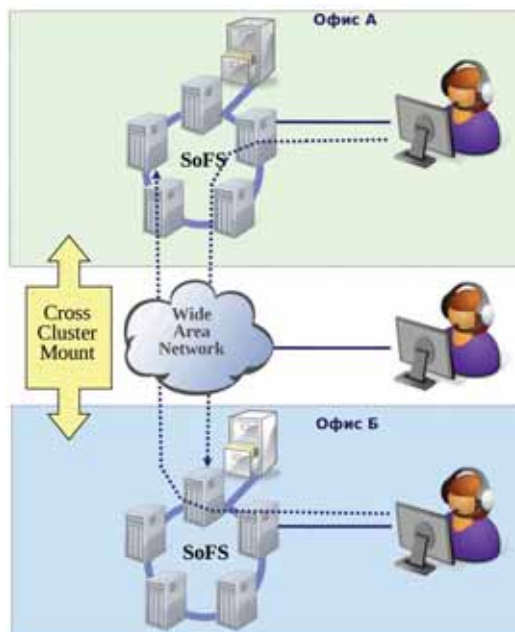 Офис А
SoFS
Cross
Cluster
Mount
Wide
Area
Network
Офис Б
SoFS